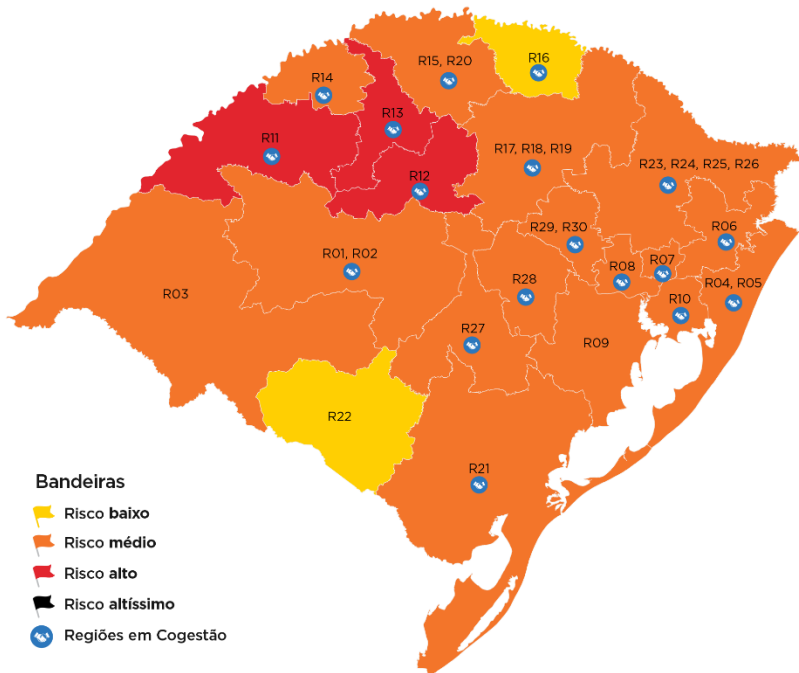 R16
R15, R20
R14
R13
R11
R17, R18, R19
R23, R24, R25, R26
R12
R29, R30
R06
R01, R02
R07
R08
R28
R04, R05
R03
R10
R27
R09
R22
R21
Bandeiras
Risco baixo
Risco médio
Risco alto
Risco altíssimo
Regiões em Cogestão